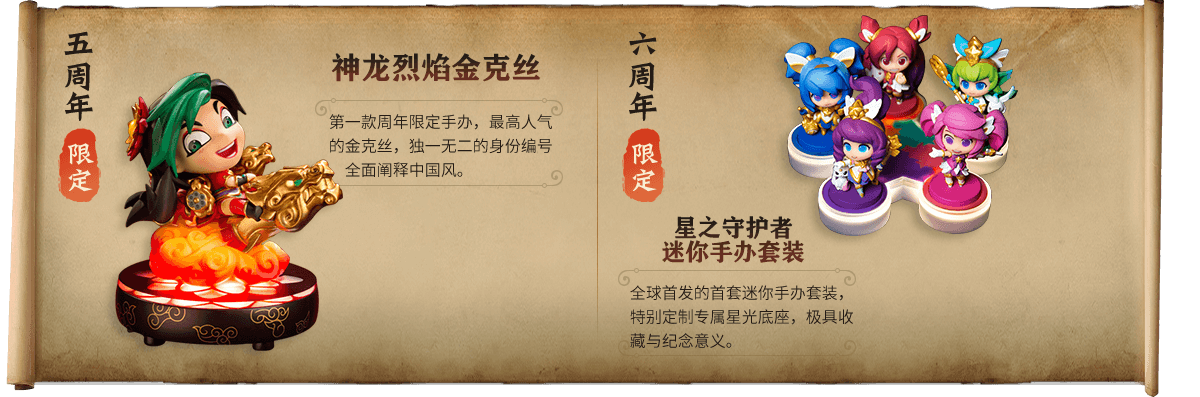 五周年
限定
神龙烈焰金克丝
第一款周年限定手办，最高人气
的金克丝，独一无二的身份编号
全面阐释中国风。
六周年
限定
星之守护者
迷你手办套装
全球首发的首套迷你手办套装，
特别定制专属星光底座，极具收
藏与纪念意义。